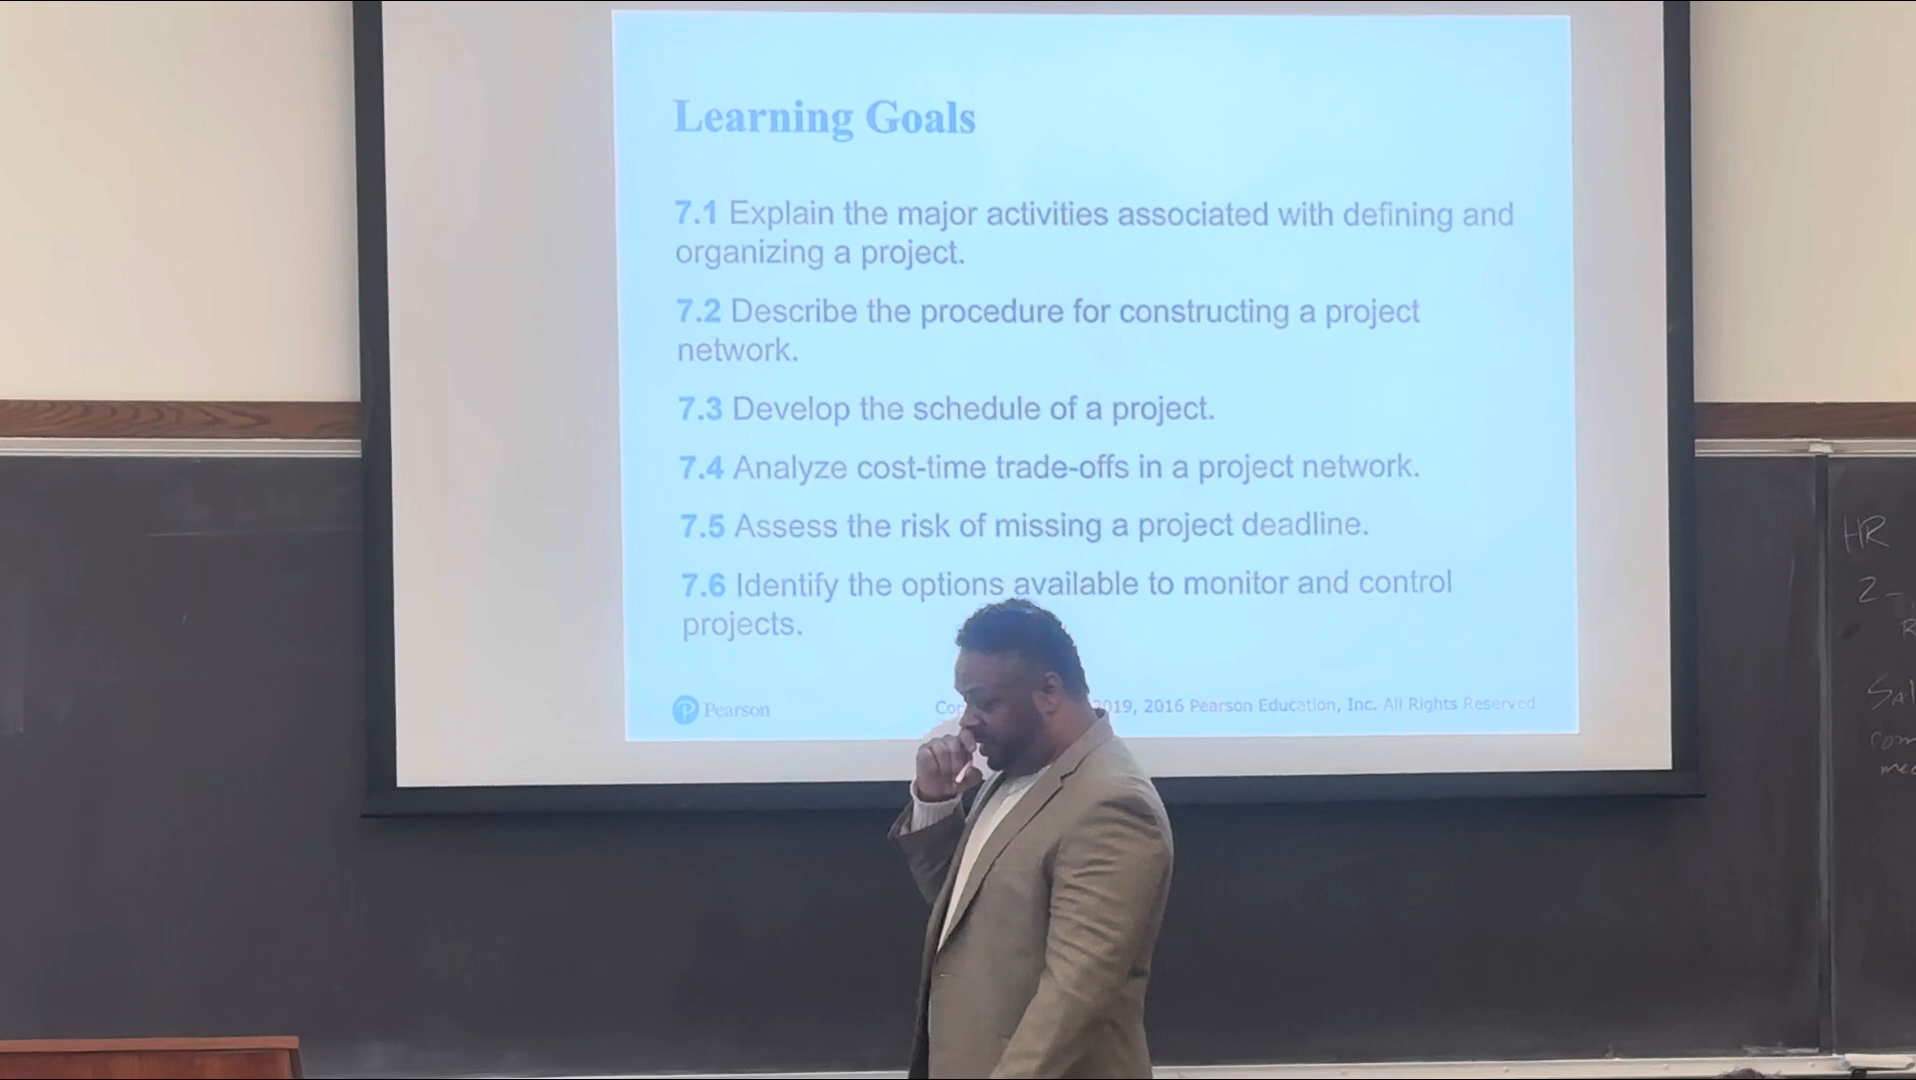 Learning Goals
7.1 Explain the major activities associated with defining and
organizing a project.
7.2 Describe the procedure for constructing a project
network.
7.3 Develop the schedule of a project.
7.4 Analyze cost-time trade-offs in a project network.
7.5 Assess the risk of missing a project deadline.
7.6 Identify the options available to monitor and control
projects.
Pearson
2019, 2016 Pearson Education, Inc. All Rights Reserved
HR
2 -